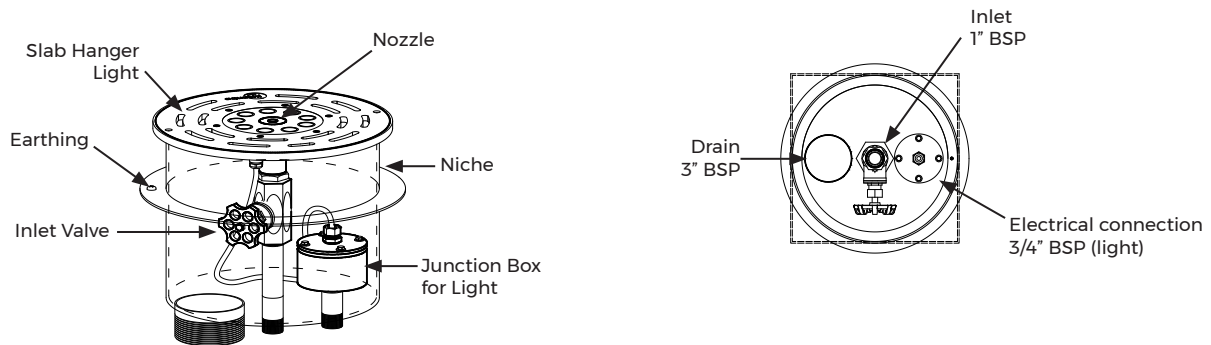 Slab Hanger
Light
Nozzle
Earthing
Niche
Inlet Valve
Junction Box
for Light
Inlet
1” BSP
Drain
3” BSP
Electrical connection
3/4” BSP (light)